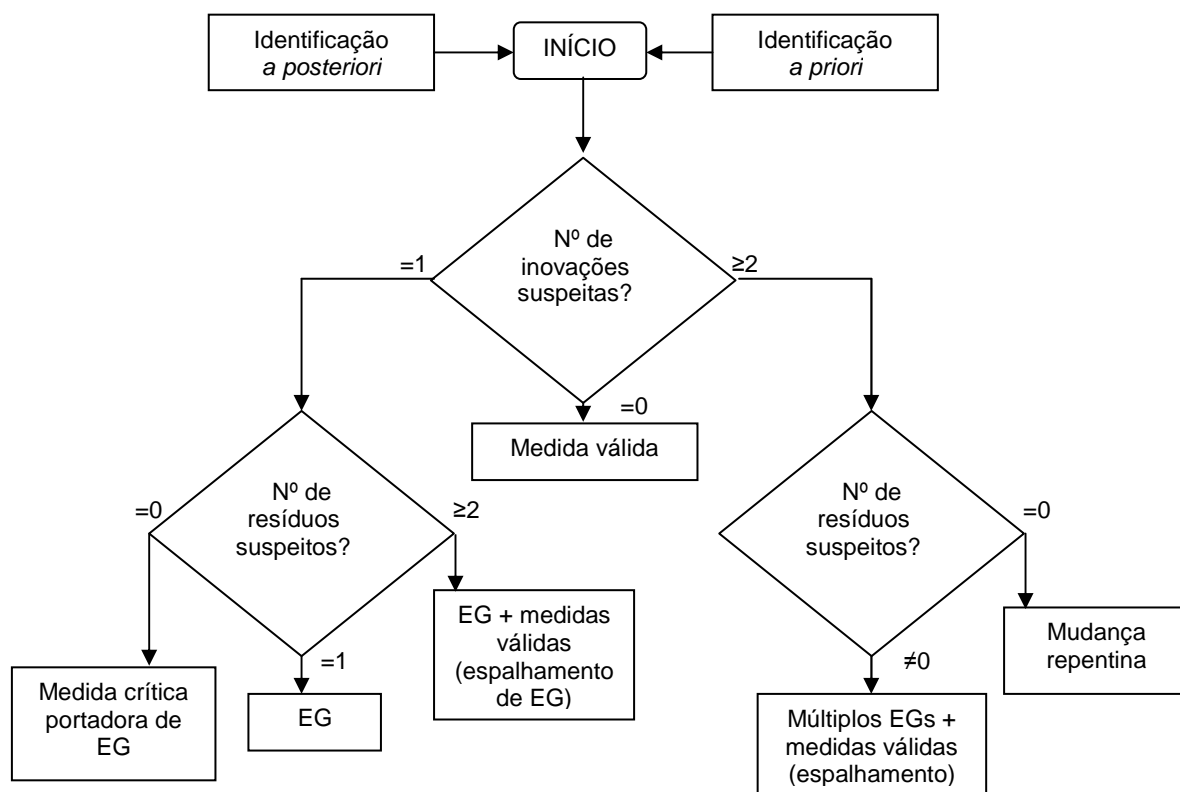 Identificação
a posteriori
INÍCIO
Identificação
a priori
Nº de
inovações
suspeitas?
=1
≥2
=0
Medida válida
Nº de
resíduos
suspeitos?
=0
≥2
=1
Medida crítica
portadora de
EG
EG
EG + medidas
válidas
(espalhamento
de EG)
Nº de
resíduos
suspeitos?
=0
≠0
Mudança
repentina
Múltiplos EGs +
medidas válidas
(espalhamento)